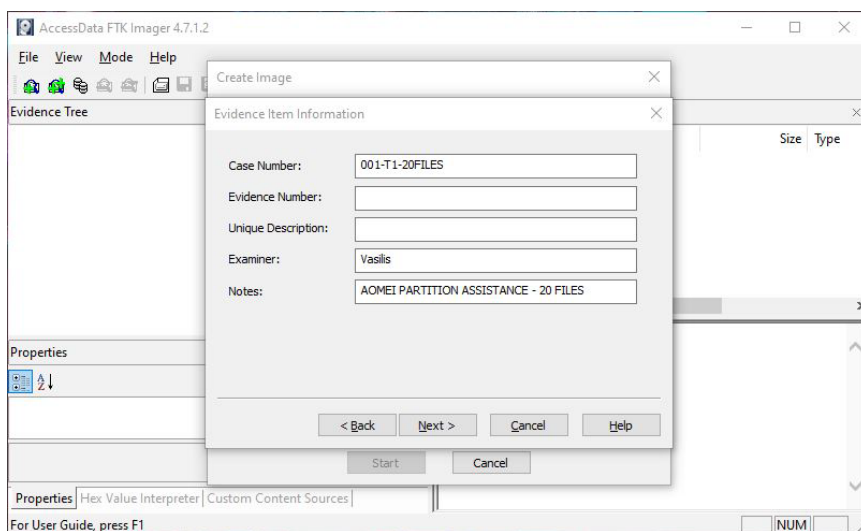 AccessData FTK Imager 4.7.1.2
File View Mode Help
Create Image
Evidence Tree
Evidence Item Information
Size Type
Case Number: 001-T1-20FILES
Evidence Number:
Unique Description:
Examiner: Vasilis
Notes: AOMEI PARTITION ASSISTANCE - 20 FILES
Properties
< Back Next > Cancel Help
Start Cancel
Properties Hex Value Interpreter Custom Content Sources
For User Guide, press F1
NUM